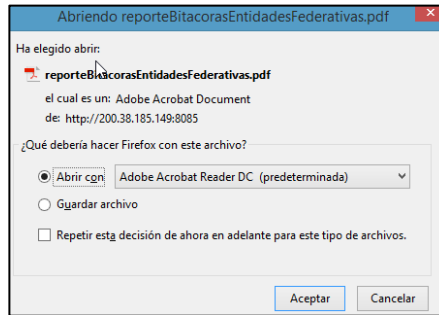 Abriendo reporteBitacorasEntidadesFederativas.pdf
Ha elegido abrir:
reporteBitacorasEntidadesFederativas.pdf
el cual es un: Adobe Acrobat Document
de: http://200.38.185.149:8085
¿Qué debería hacer Firefox con este archivo?
Abrir con Adobe Acrobat Reader DC (predeterminada)
Guardar archivo
Repetir esta decisión de ahora en adelante para este tipo de archivos.
Aceptar Cancelar